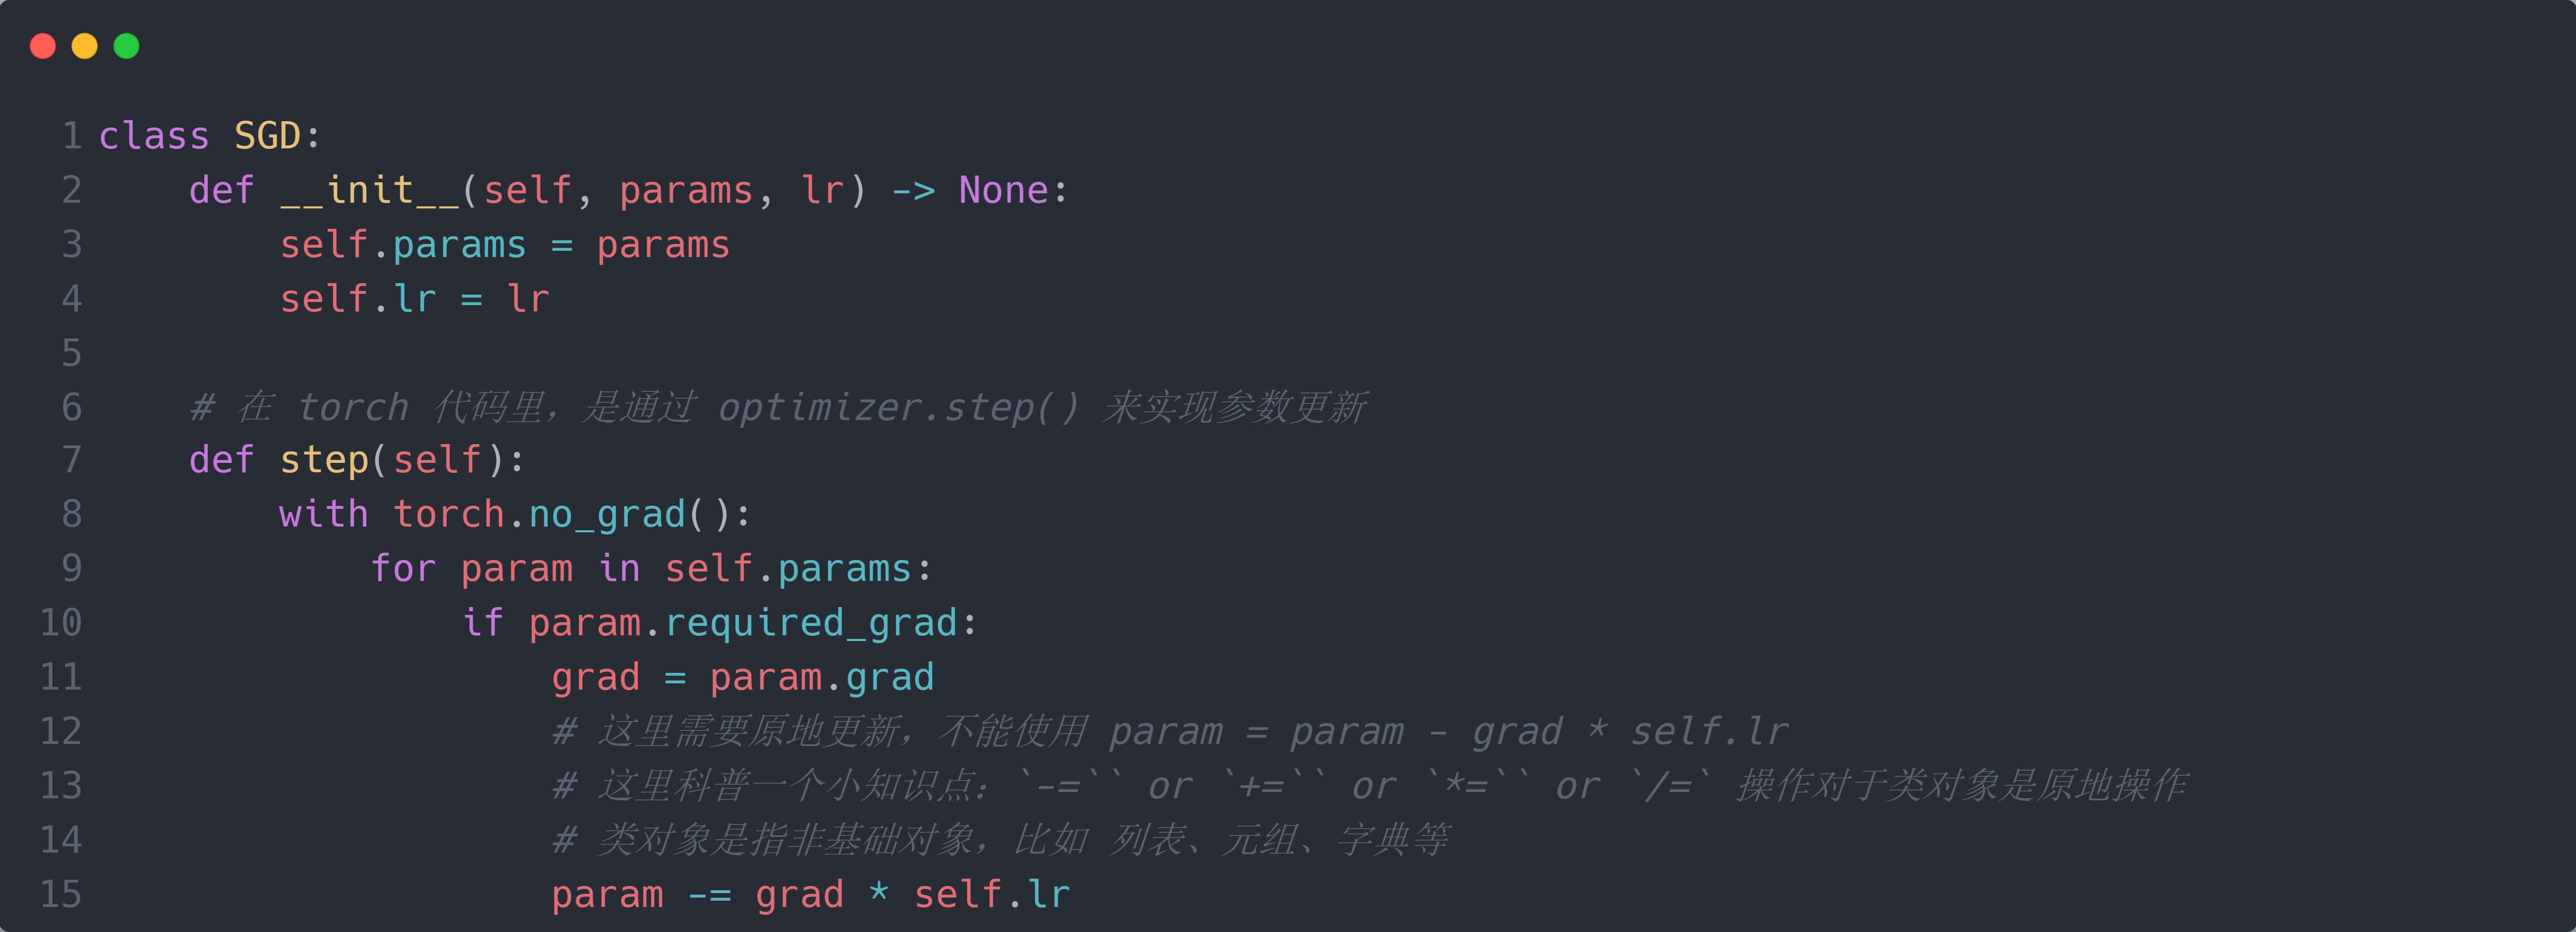 1 class SGD:
2     def __init__(self, params, lr) -> None:
3         self.params = params
4         self.lr = lr
5
6     # 在 torch 代码里，是通过 optimizer.step() 来实现参数更新
7     def step(self):
8         with torch.no_grad():
9             for param in self.params:
10                 if param.required_grad:
11                     grad = param.grad
12                     # 这里需要原地更新，不能使用 param = param - grad * self.lr
13                     # 这里科普一个小知识点：`-=`` or `+=`` or `*=`` or `/=` 操作对于类对象是原地操作
14                     # 类对象是指非基础对象，比如 列表、元组、字典等
15                     param -= grad * self.lr